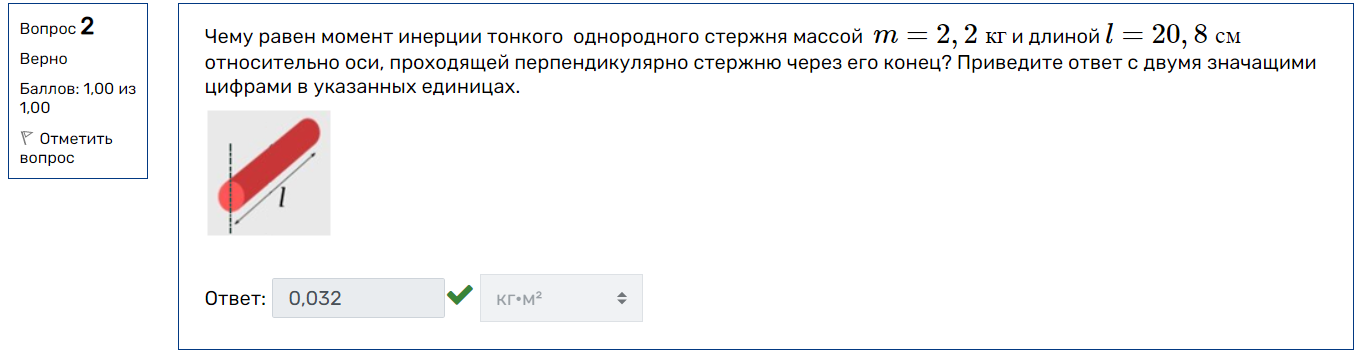 Вопрос 2
Верно
Баллов: 1,00 из
1,00
Отметить
вопрос
Чему равен момент инерции тонкого однородного стержня массой m = 2, 2 кг и длиной l = 20, 8 см
относительно оси, проходящей перпендикулярно стержню через его конец? Приведите ответ с двумя значащими
цифрами в указанных единицах.
l
Ответ: 0,032 кг·м²